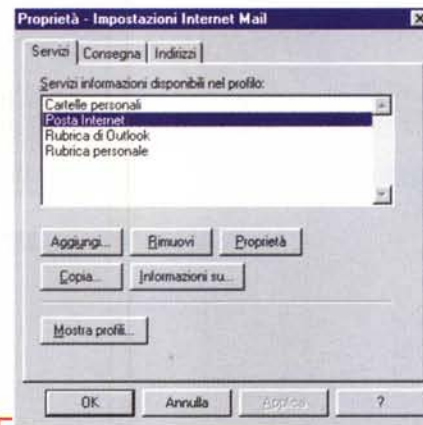 Proprietà - Impostazioni Internet Mail
Servizi Consegna Indirizzi
Servizi informazioni disponibili nel profilo:
Cartelle personali
Posta Internet
Rubrica di Outlook
Rubrica personale
Aggiungi... Rimuovi Proprietà
Copia... Informazioni su...
Mostra profili...
OK Annulla Applica ?